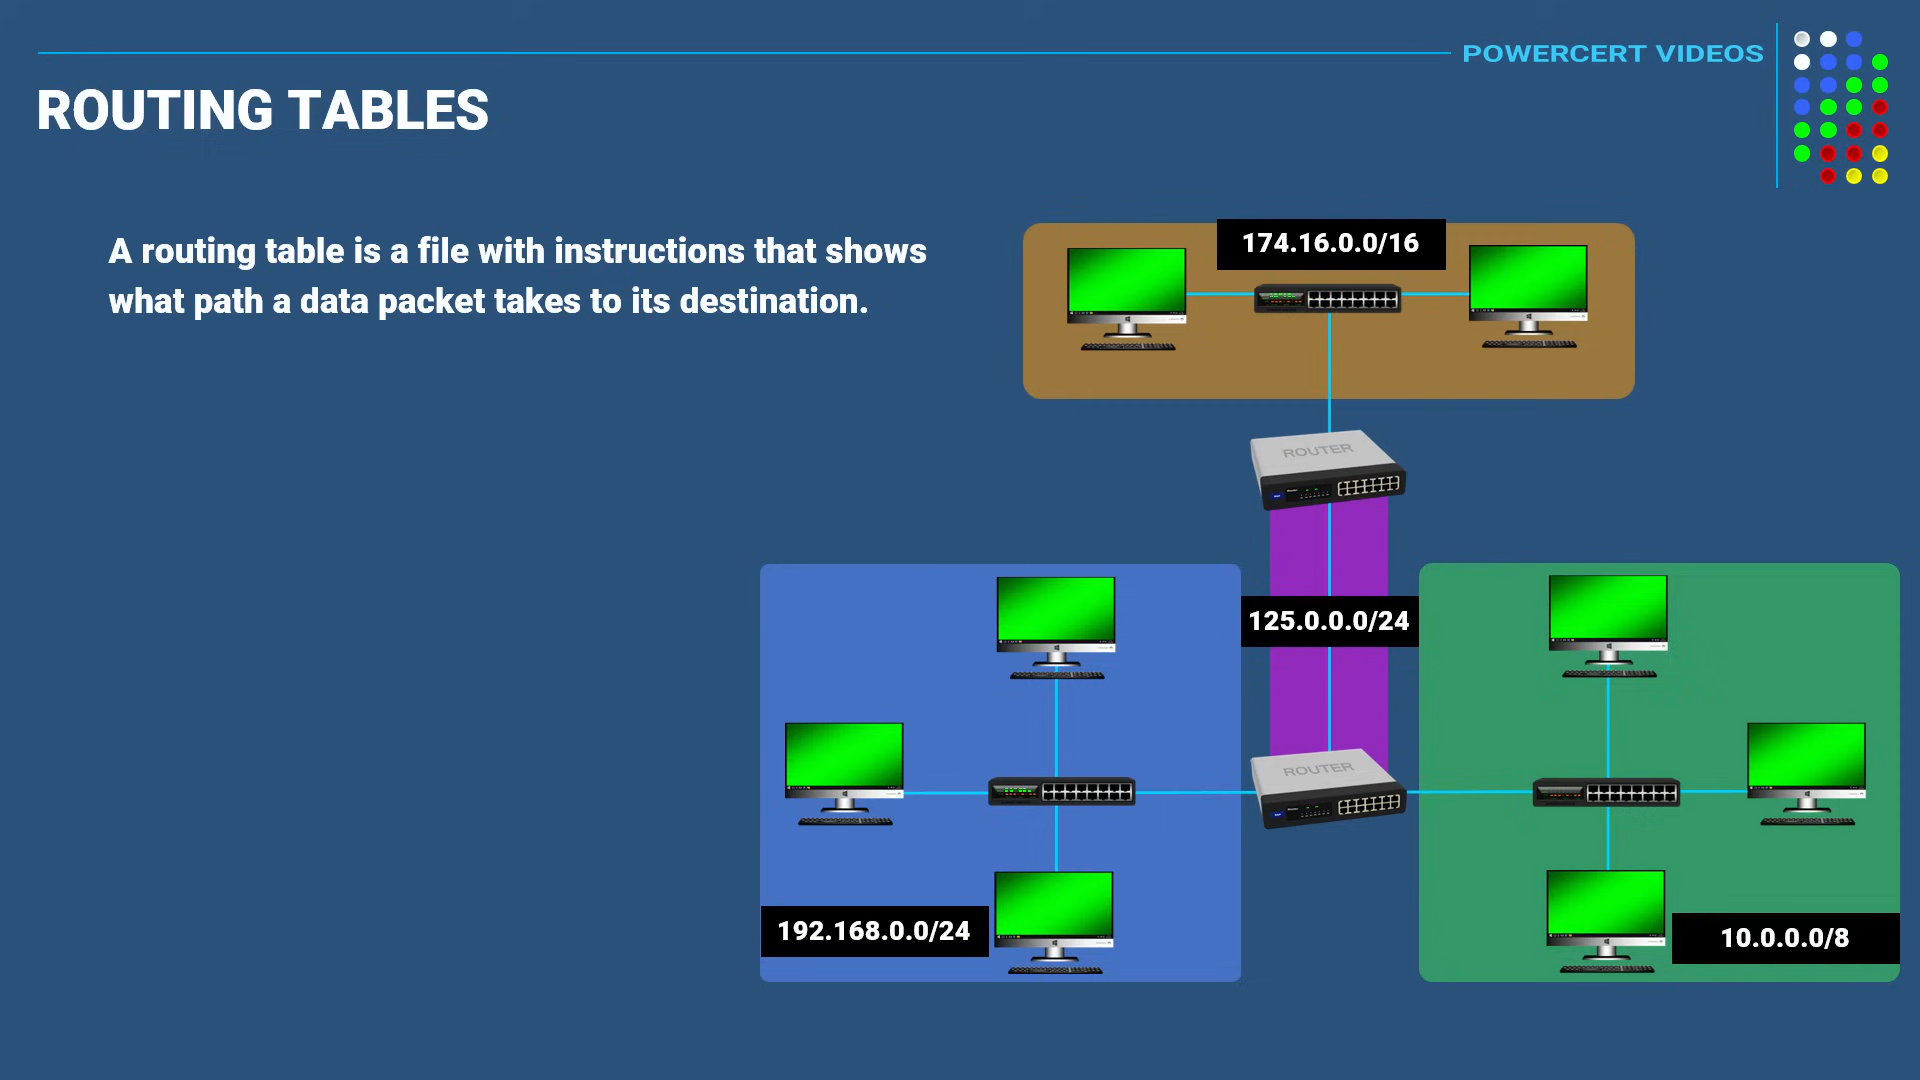 POWERCERT VIDEOS
ROUTING TABLES
A routing table is a file with instructions that shows
what path a data packet takes to its destination.
174.16.0.0/16
ROUTER
125.0.0.0/24
ROUTER
192.168.0.0/24
10.0.0.0/8